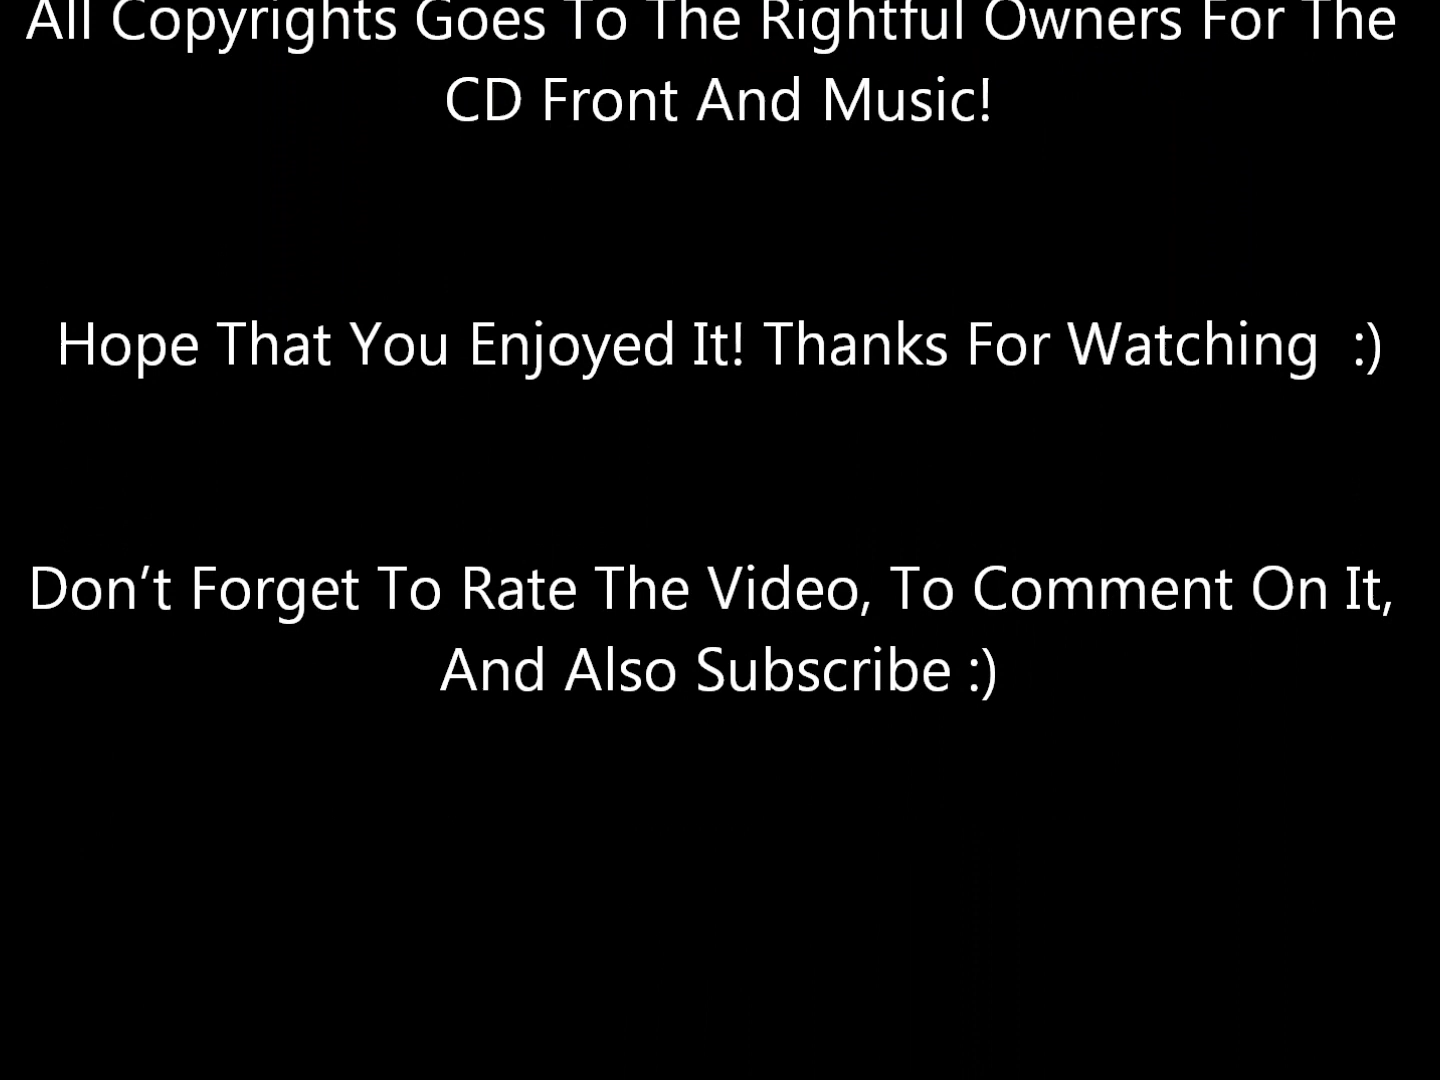 All Copyrights Goes To The Rightful Owners For The
CD Front And Music!
Hope That You Enjoyed It! Thanks For Watching  :)
Don’t Forget To Rate The Video, To Comment On It,
And Also Subscribe :)